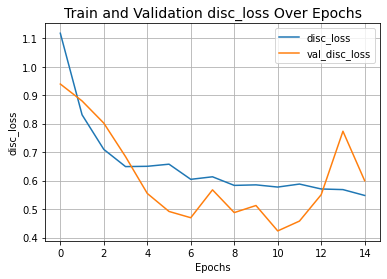 Train and Validation disc_loss Over Epochs
disc_loss
val_disc_loss
1.1
1.0
0.9
0.8
0.7
0.6
0.5
0.4
disc_loss
0 2 4 6 8 10 12 14
Epochs